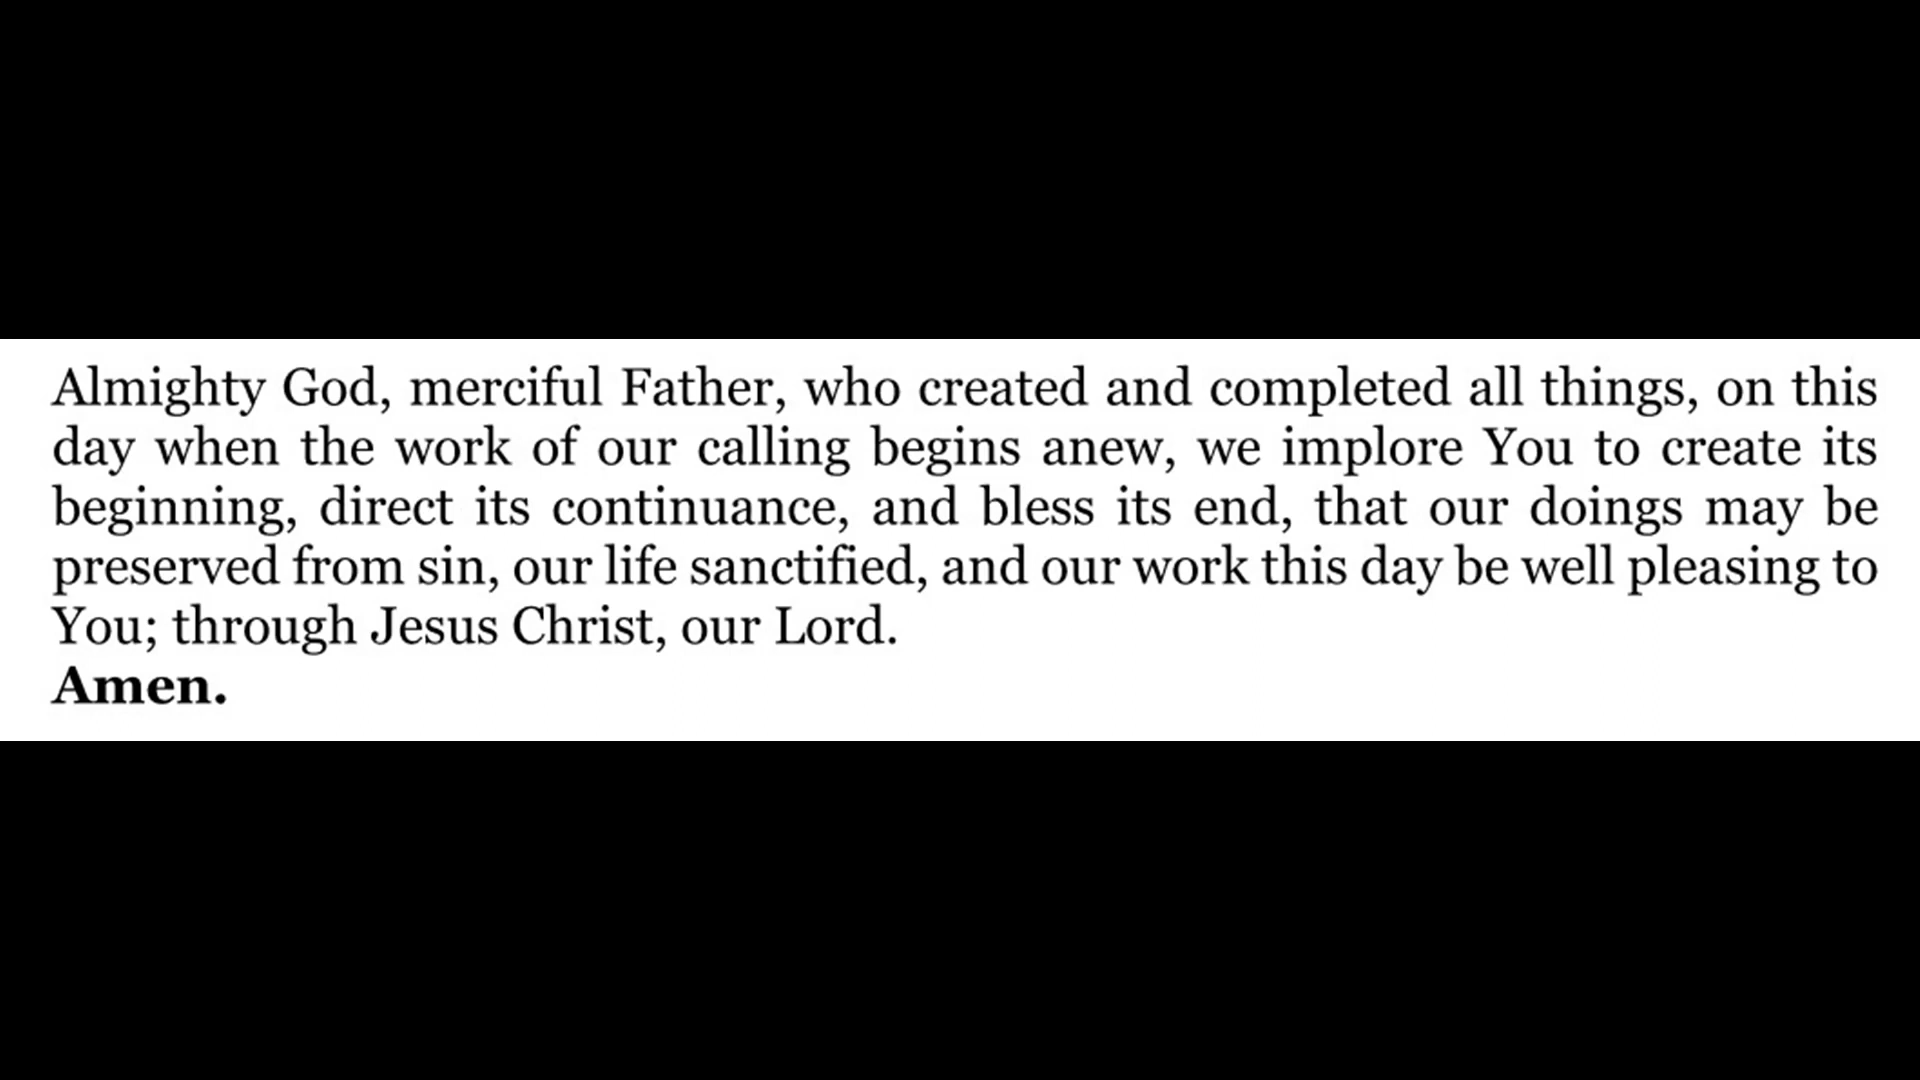 Almighty God, merciful Father, who created and completed all things, on this
day when the work of our calling begins anew, we implore You to create its
beginning, direct its continuance, and bless its end, that our doings may be
preserved from sin, our life sanctified, and our work this day be well pleasing to
You; through Jesus Christ, our Lord.
Amen.